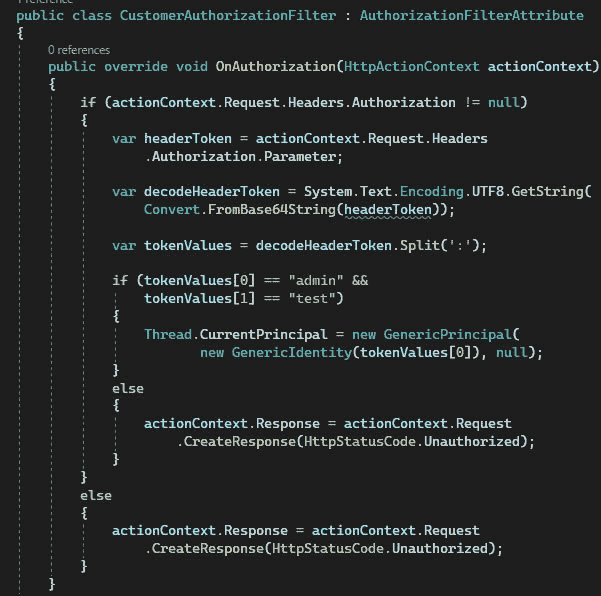 1 reference
public class CustomerAuthorizationFilter : AuthorizationFilterAttribute
{
0 references
public override void OnAuthorization(HttpActionContext actionContext)
{
if (actionContext.Request.Headers.Authorization != null)
{
var headerToken = actionContext.Request.Headers
.Authorization.Parameter;
var decodeHeaderToken = System.Text.Encoding.UTF8.GetString(
Convert.FromBase64String(headerToken));
var tokenValues = decodeHeaderToken.Split(':');
if (tokenValues[0] == "admin" &&
tokenValues[1] == "test")
{
Thread.CurrentPrincipal = new GenericPrincipal(
new GenericIdentity(tokenValues[0]), null);
}
else
{
actionContext.Response = actionContext.Request
.CreateResponse(HttpStatusCode.Unauthorized);
}
}
else
{
actionContext.Response = actionContext.Request
.CreateResponse(HttpStatusCode.Unauthorized);
}
}